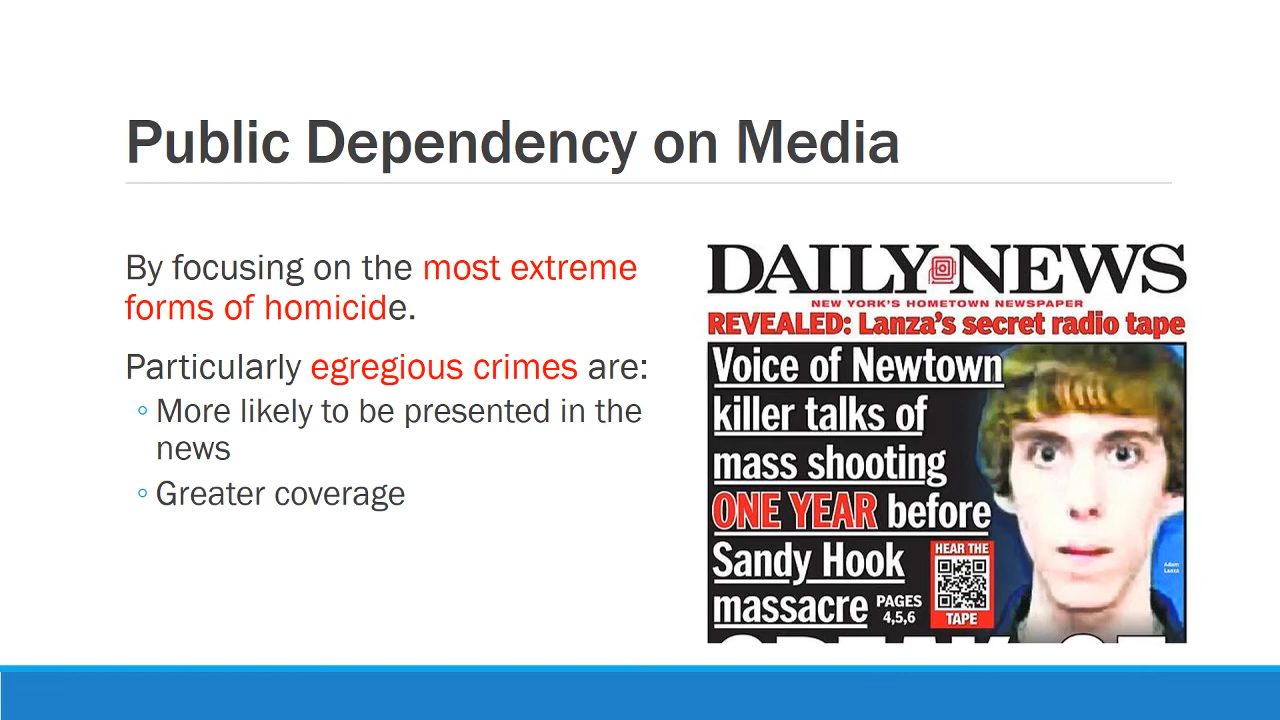 Public Dependency on Media
By focusing on the most extreme
forms of homicide.
Particularly egregious crimes are:
◦ More likely to be presented in the
news
◦ Greater coverage
DAILY NEWS
NEW YORK'S HOMETOWN NEWSPAPER
REVEALED: Lanza's secret radio tape
Voice of Newtown
killer talks of
mass shooting
ONE YEAR before
Sandy Hook
massacre
PAGES
4,5,6
HEAR THE
TAPE
Adam
Lanza